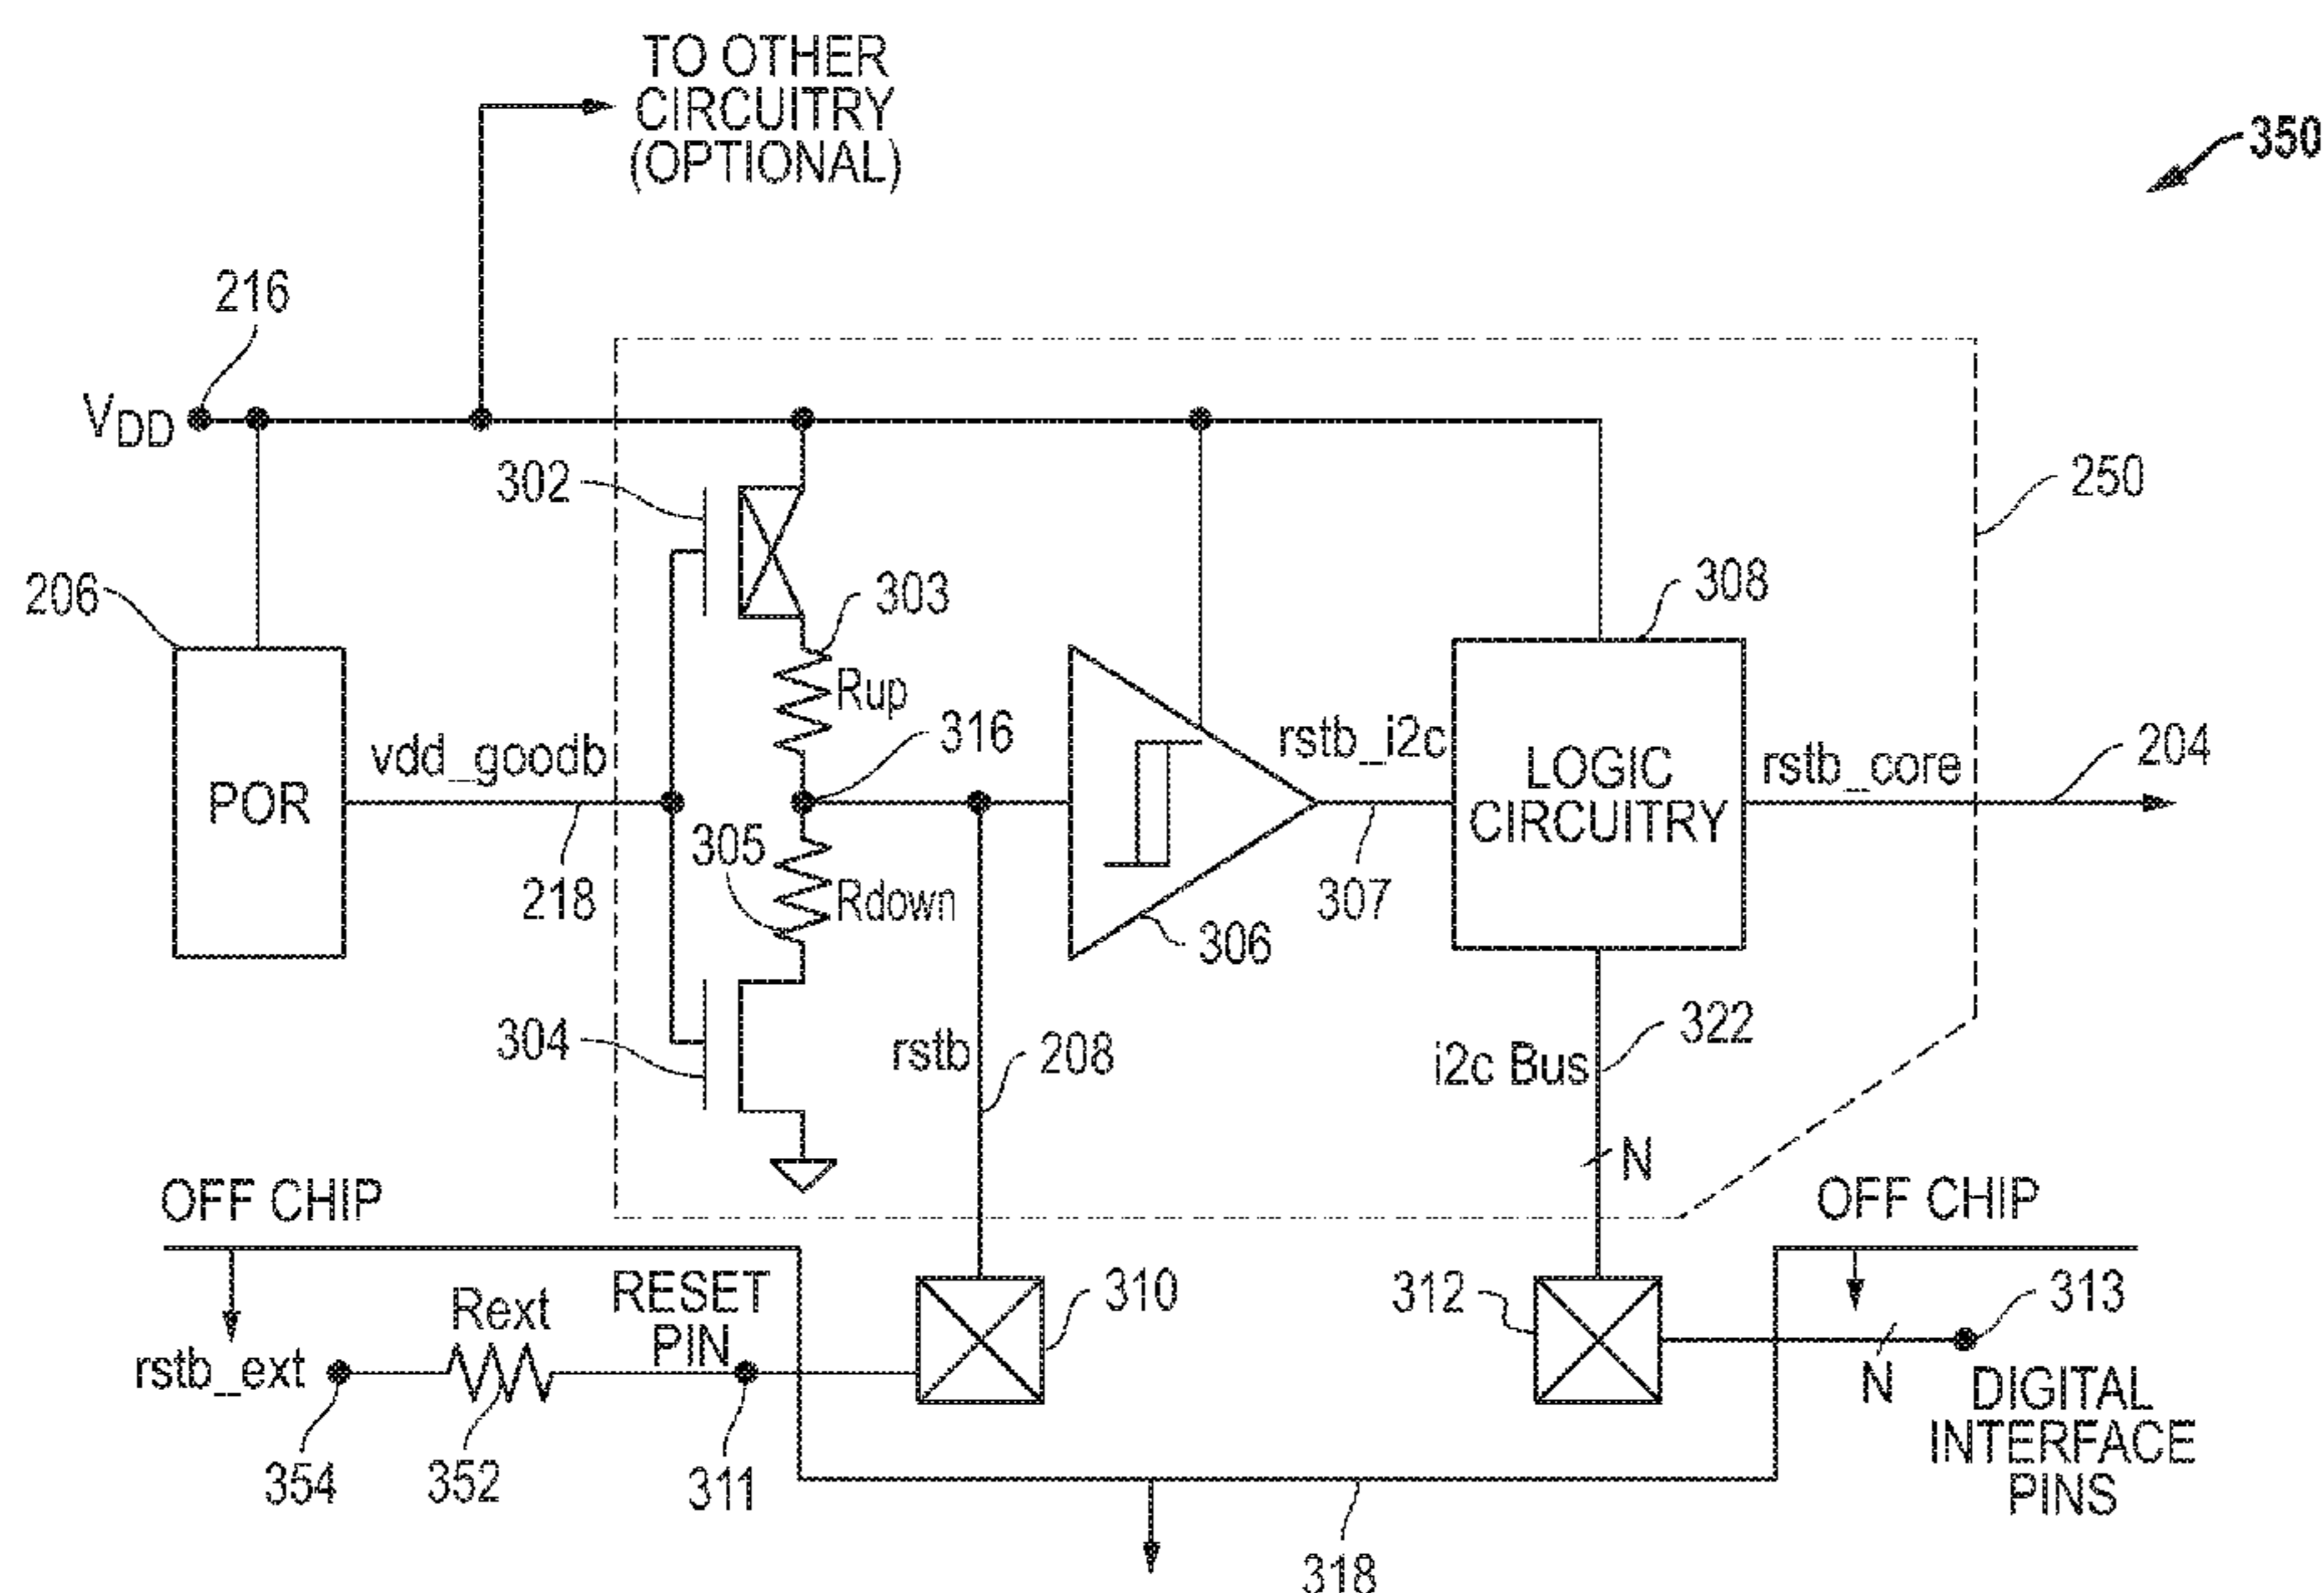 TO OTHER
CIRCUITRY
(OPTIONAL)
350
216
VDD
302
250
206
303
308
Rup
POR
vdd_goodb
316
rstb_i2c
LOGIC
CIRCUITRY
rstb_core
204
305
Rdown
218
306
307
304
rstb
208
i2c Bus
322
N
OFF CHIP
OFF CHIP
Rext
RESET
PIN
310
312
313
rstb_ext
N
DIGITAL
INTERFACE
PINS
354
352
311
318